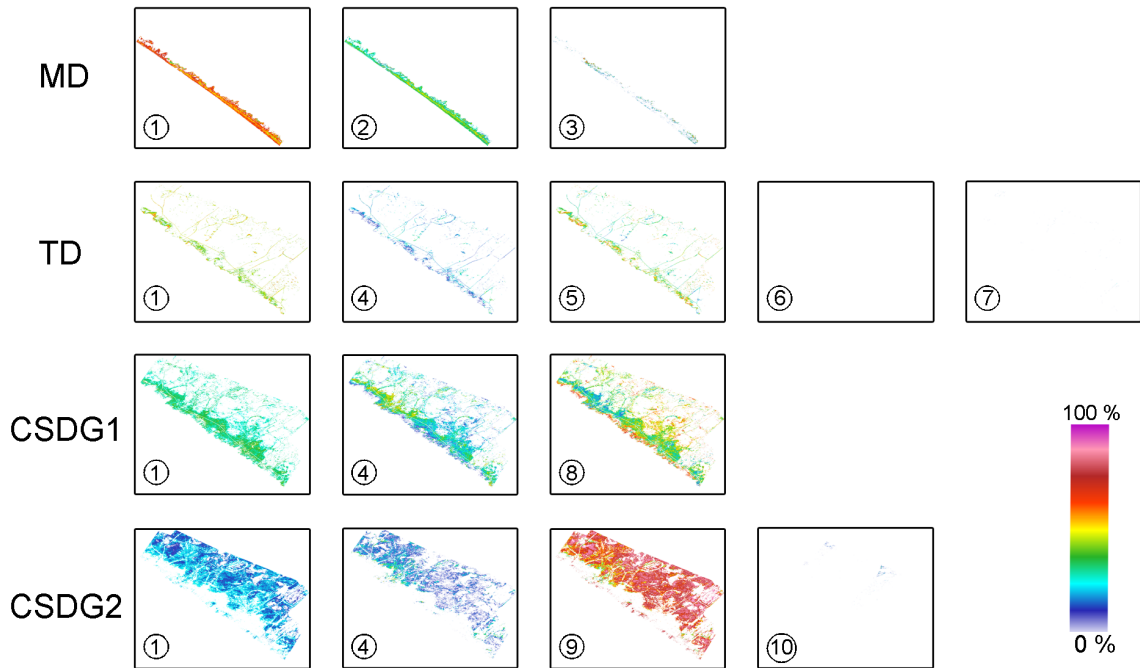 MD
① ② ③
TD
① ④ ⑤ ⑥ ⑦
CSDG1
① ④ ⑧
100 %
CSDG2
① ④ ⑨ ⑩
0 %